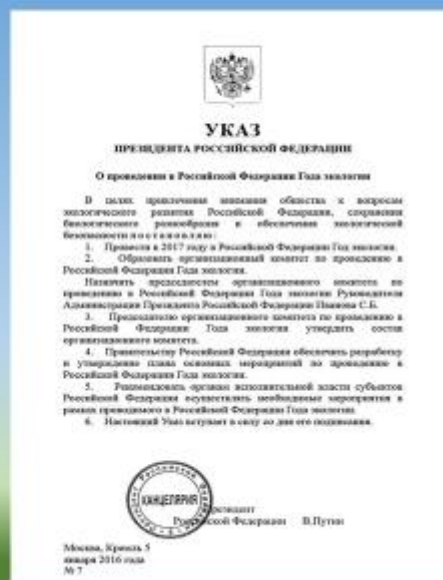 УКАЗ
ПРЕЗИДЕНТА РОССИЙСКОЙ ФЕДЕРАЦИИ
О проведении в Российской Федерации Года экологии
В целях привлечения внимания общества к вопросам
экологического развития Российской Федерации, сохранения
биологического разнообразия и обеспечения экологической
безопасности п о с т а н о в л я ю :
1. Провести в 2017 году в Российской Федерации Год экологии.
2. Образовать организационный комитет по проведению в
Российской Федерации Года экологии.
Назначить председателем организационного комитета по
проведению в Российской Федерации Года экологии Руководителя
Администрации Президента Российской Федерации Иванова С.Б.
3. Председателю организационного комитета по проведению в
Российской Федерации Года экологии утвердить состав
организационного комитета.
4. Правительству Российской Федерации обеспечить разработку
и утверждение плана основных мероприятий по проведению в
Российской Федерации Года экологии.
5. Рекомендовать органам исполнительной власти субъектов
Российской Федерации осуществлять необходимые мероприятия в
рамках проводимого в Российской Федерации Года экологии.
6. Настоящий Указ вступает в силу со дня его подписания.
КАНЦЕЛЯРИЯ
Президент
Российской Федерации В.Путин
Москва, Кремль 5
января 2016 года
№ 7